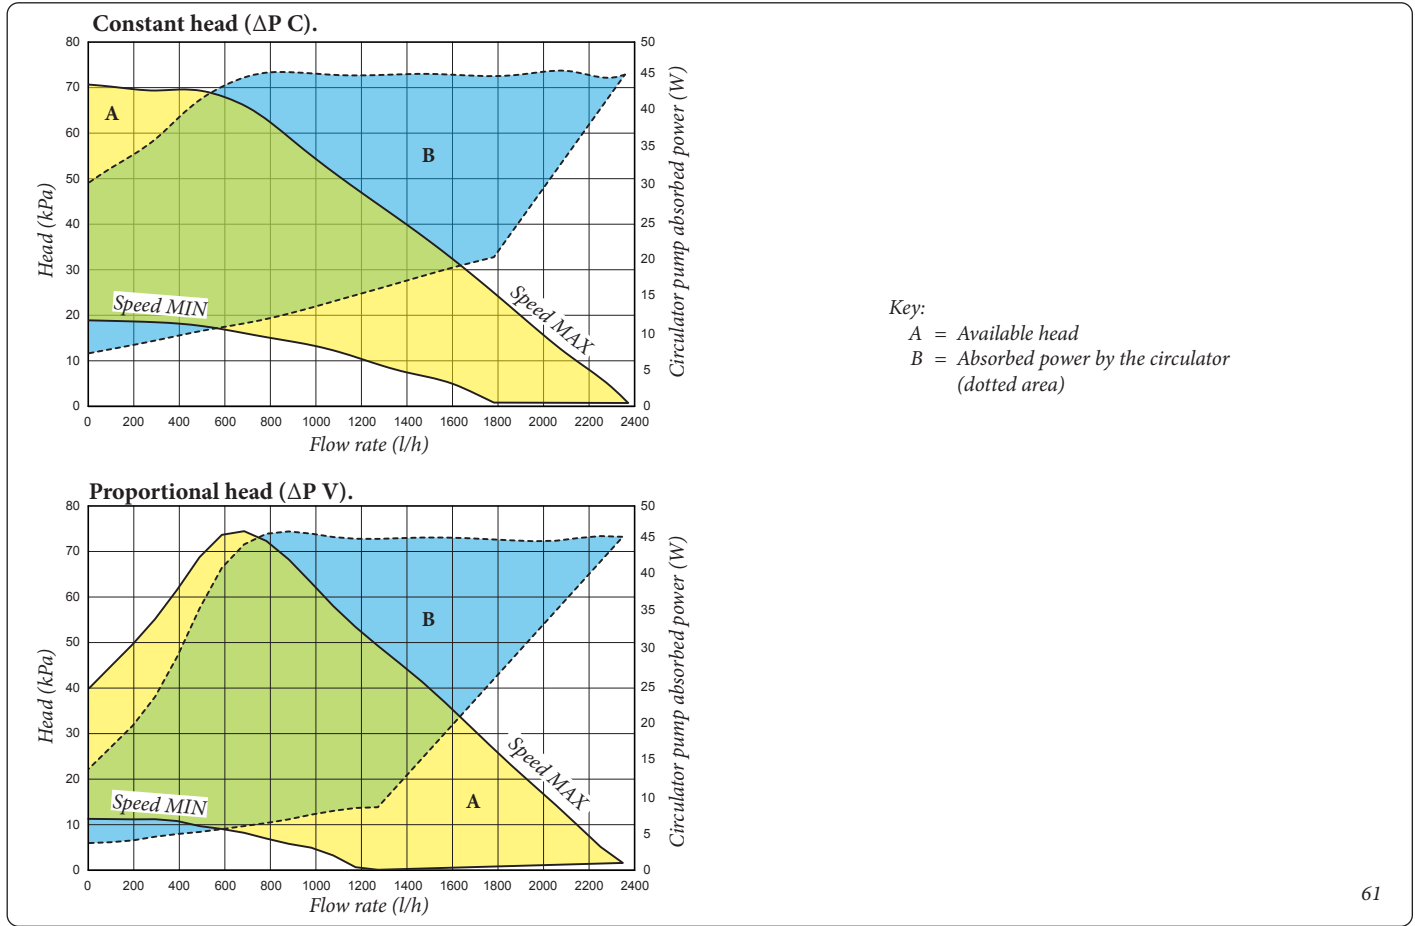 Constant head (ΔP C).
80
70
60
50
40
30
20
10
0
Head (kPa)
50
45
40
35
30
25
20
15
10
5
0
Circulator pump absorbed power (W)
A
B
Speed MIN
Speed MAX
0 200 400 600 800 1000 1200 1400 1600 1800 2000 2200 2400
Flow rate (l/h)
Key:
A = Available head
B = Absorbed power by the circulator
(dotted area)
Proportional head (ΔP V).
80
70
60
50
40
30
20
10
0
Head (kPa)
50
45
40
35
30
25
20
15
10
5
0
Circulator pump absorbed power (W)
B
A
Speed MIN
Speed MAX
0 200 400 600 800 1000 1200 1400 1600 1800 2000 2200 2400
Flow rate (l/h)
61